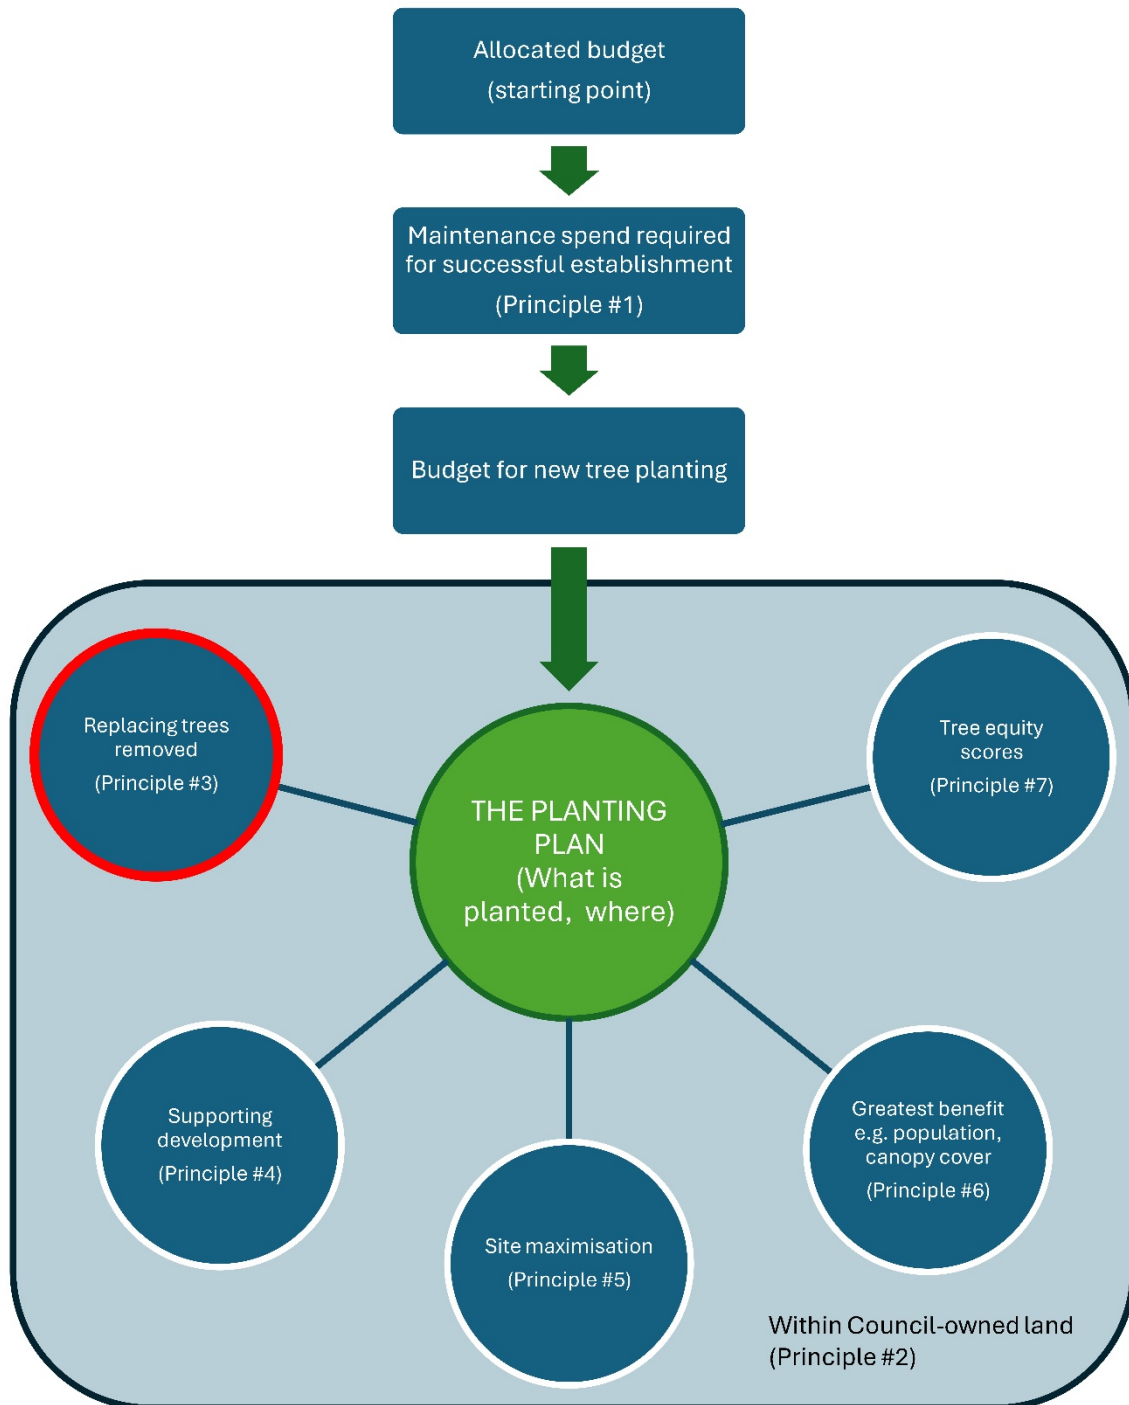 Allocated budget
(starting point)
Maintenance spend required
for successful establishment
(Principle #1)
Budget for new tree planting
Replacing trees
removed
(Principle #3)
Tree equity
scores
(Principle #7)
THE PLANTING
PLAN
(What is
planted, where)
Supporting
development
(Principle #4)
Greatest benefit
e.g. population,
canopy cover
(Principle #6)
Site maximisation
(Principle #5)
Within Council-owned land
(Principle #2)